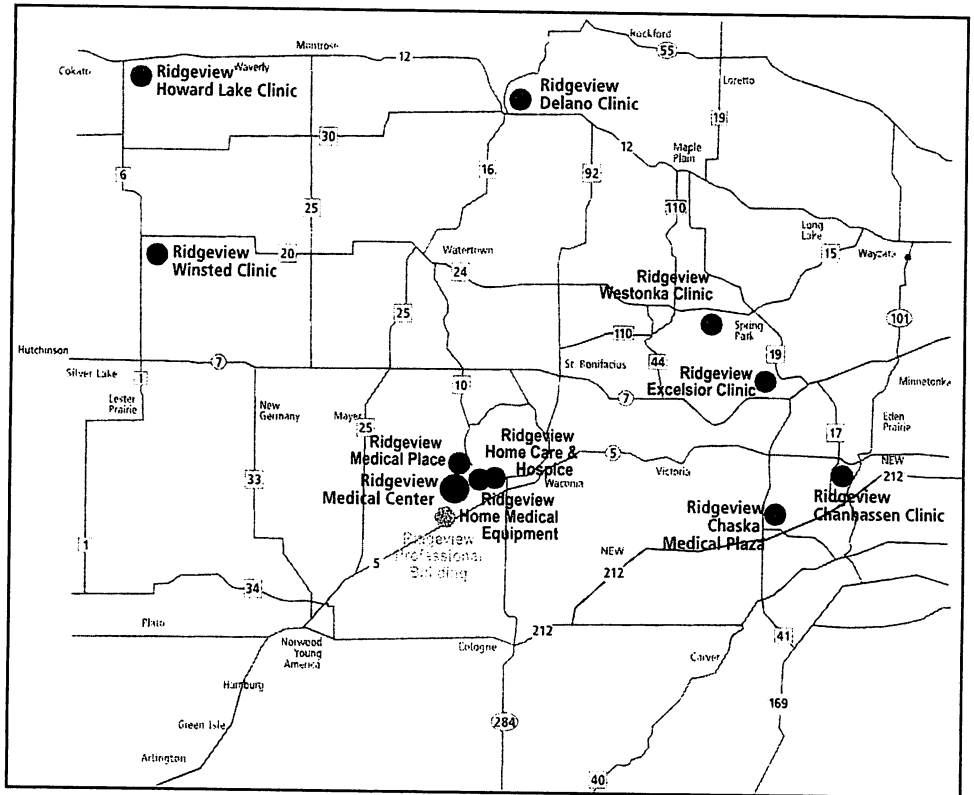 Rockford
Montrose
55
12
Cokato
Waverly
Ridgeview
Howard Lake Clinic
Ridgeview
Delano Clinic
Loretto
19
30
12
Maple
Plain
6
16
92
25
110
Long
Lake
Ridgeview
Winsted Clinic
20
Watertown
24
15
Wayzata
Ridgeview
Westonka Clinic
25
101
110
Spring
Park
Hutchinson
7
Silver Lake
St. Bonifacius
44
19
Ridgeview
Excelsior Clinic
Minnetonka
1
10
7
Lester
Prairie
New
Germany
Mayer
25
17
Eden
Prairie
Ridgeview
Medical Place
Ridgeview
Home Care &
Hospice
5
Victoria
NEW
212
33
Ridgeview
Medical Center
Waconia
Ridgeview
Home Medical
Equipment
Ridgeview
Chaska
Medical Plaza
Ridgeview
Chanhassen Clinic
Ridgeview
Professional
Building
1
5
NEW
212
34
Plato
212
Norwood
Young
America
Cologne
41
Carver
Hamburg
169
Green Isle
284
Arlington
40